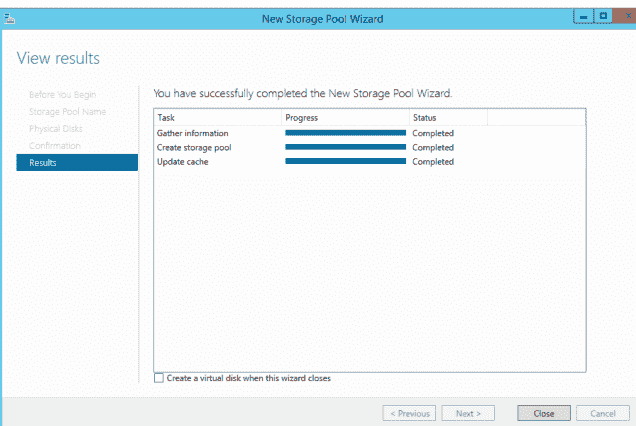 New Storage Pool Wizard
View results
Before You Begin
Storage Pool Name
Physical Disks
Confirmation
Results
You have successfully completed the New Storage Pool Wizard.
Task Progress Status
Gather information Completed
Create storage pool Completed
Update cache Completed
Create a virtual disk when this wizard closes
< Previous Next > Close Cancel